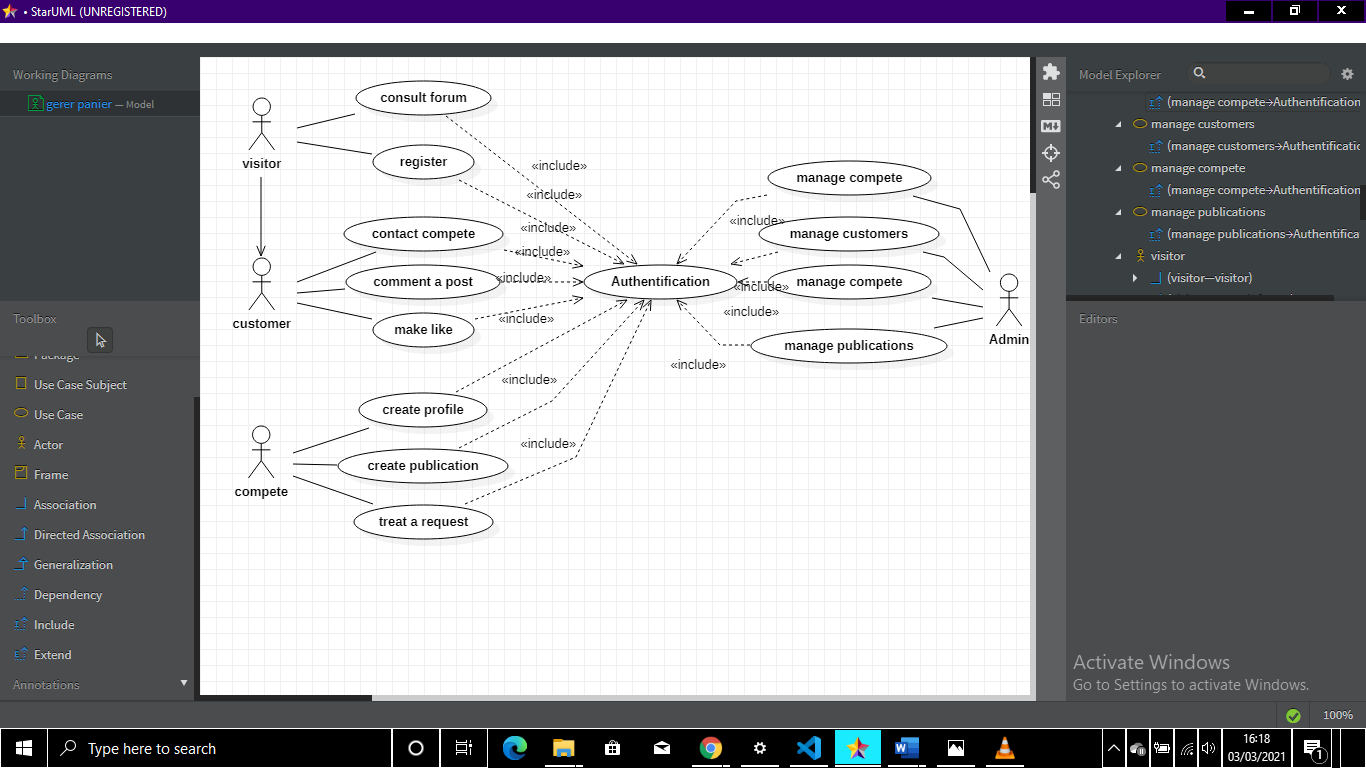 • StarUML (UNREGISTERED)
Working Diagrams
gerer panier — Model
Toolbox
Package
Use Case Subject
Use Case
Actor
Frame
Association
Directed Association
Generalization
Dependency
Include
Extend
Annotations
consult forum
visitor
register
«include»
«include»
contact compete
«include»
«include»
customer
comment a post
«include»
make like
«include»
Authentification
manage compete
«include»
manage customers
manage compete
«include»
«include»
manage publications
«include»
Admin
create profile
«include»
create publication
«include»
compete
treat a request
Model Explorer
(manage compete→Authentification
manage customers
(manage customers→Authentificatio
manage compete
(manage compete→Authentification
manage publications
(manage publications→Authentifica
visitor
(visitor—visitor)
Editors
Activate Windows
Go to Settings to activate Windows.
100%
Type here to search
16:18
03/03/2021
1